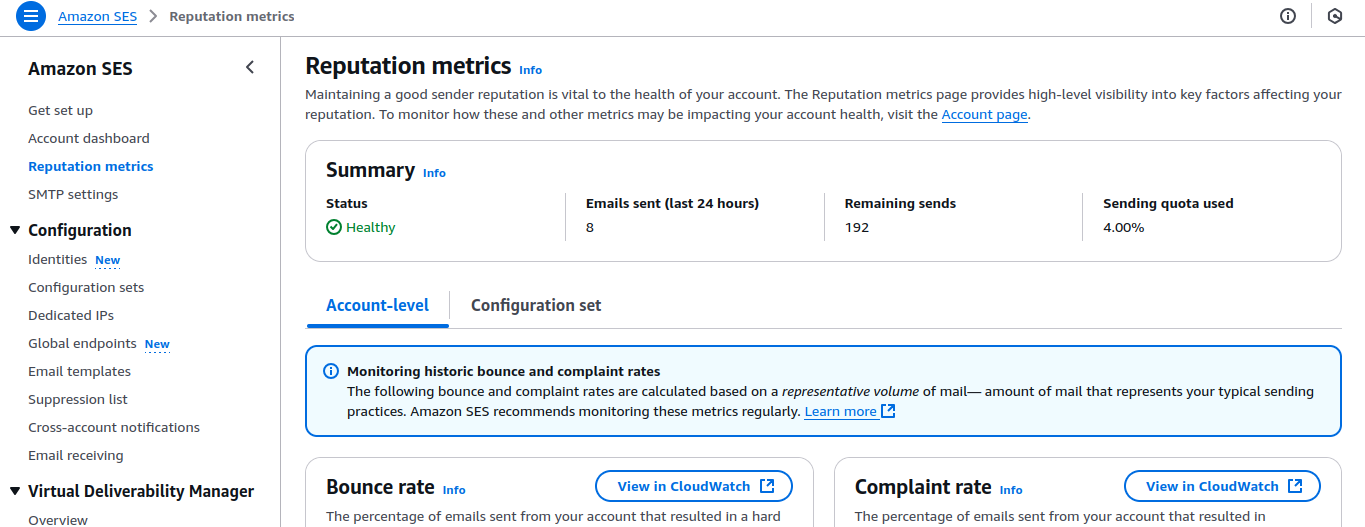 Amazon SES > Reputation metrics
Amazon SES
Get set up
Account dashboard
Reputation metrics
SMTP settings
Configuration
Identities New
Configuration sets
Dedicated IPs
Global endpoints New
Email templates
Suppression list
Cross-account notifications
Email receiving
Virtual Deliverability Manager
Overview
Reputation metrics Info
Maintaining a good sender reputation is vital to the health of your account. The Reputation metrics page provides high-level visibility into key factors affecting your
reputation. To monitor how these and other metrics may be impacting your account health, visit the Account page.
Summary Info
Status
Healthy
Emails sent (last 24 hours)
8
Remaining sends
192
Sending quota used
4.00%
Account-level
Configuration set
Monitoring historic bounce and complaint rates
The following bounce and complaint rates are calculated based on a representative volume of mail— amount of mail that represents your typical sending
practices. Amazon SES recommends monitoring these metrics regularly. Learn more
Bounce rate Info
View in CloudWatch
The percentage of emails sent from your account that resulted in a hard
Complaint rate Info
View in CloudWatch
The percentage of emails sent from your account that resulted in